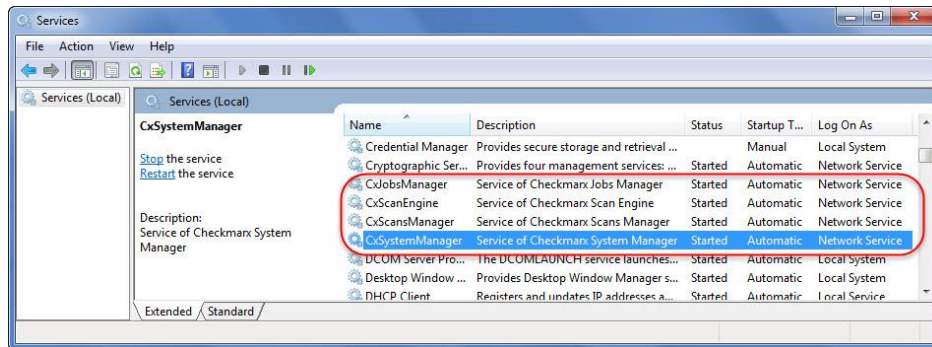 Services
File Action View Help
Services (Local)
Services (Local)
CxSystemManager
Stop the service
Restart the service
Description:
Service of Checkmarx System
Manager
Name Description Status Startup T... Log On As
Credential Manager Provides secure storage and retrieval ... Manual Local System
Cryptographic Ser... Provides four management services: ... Started Automatic Network Service
CxJobsManager Service of Checkmarx Jobs Manager Started Automatic Network Service
CxScanEngine Service of Checkmarx Scan Engine Started Automatic Network Service
CxScansManager Service of Checkmarx Scans Manager Started Automatic Network Service
CxSystemManager Service of Checkmarx System Manager Started Automatic Network Service
DCOM Server Pro... The DCOMLAUNCH service launches... Started Automatic Local System
Desktop Window ... Provides Desktop Window Manager s... Started Automatic Local System
DHCP Client Registers and updates IP addresses a... Started Automatic Local Service
Extended Standard